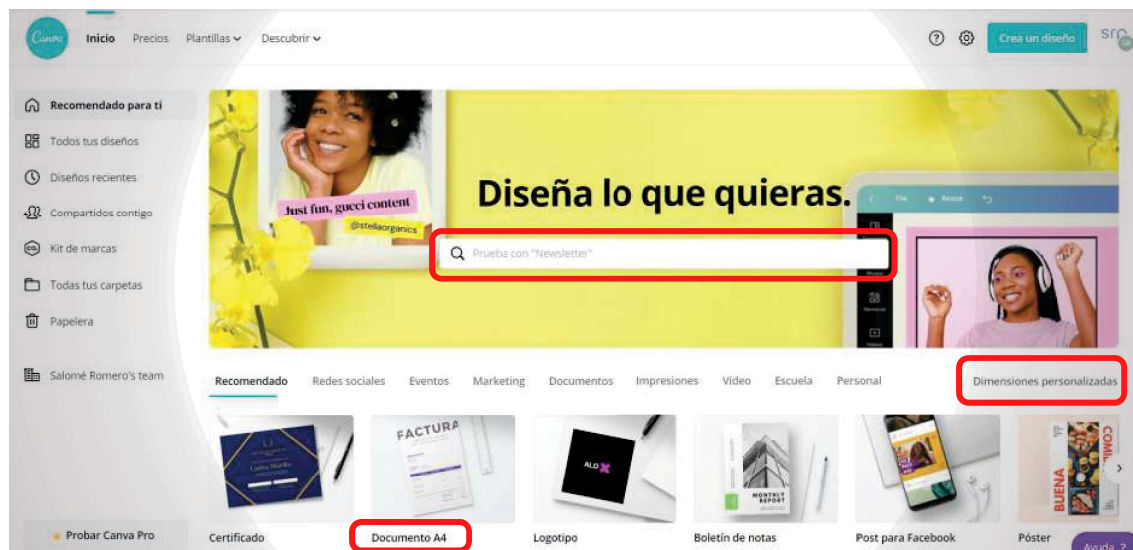 Canva
Inicio Precios Plantillas Descubrir Crea un diseño
Recomendado para ti
Todos tus diseños
Diseños recientes
Compartidos contigo
Kit de marcas
Todas tus carpetas
Papelera
Salomé Romero's team
Probar Canva Pro
Just fun, gucci content
@stellaorganics
Diseña lo que quieras.
Prueba con "Newsletter"
File
Recomendado Redes sociales Eventos Marketing Documentos Impresiones Vídeo Escuela Personal Dimensiones personalizadas
FACTURA
MONTHLY
REPORT
BUENA
Certificado Documento A4 Logotipo Boletín de notas Post para Facebook Póster
Ayuda ?